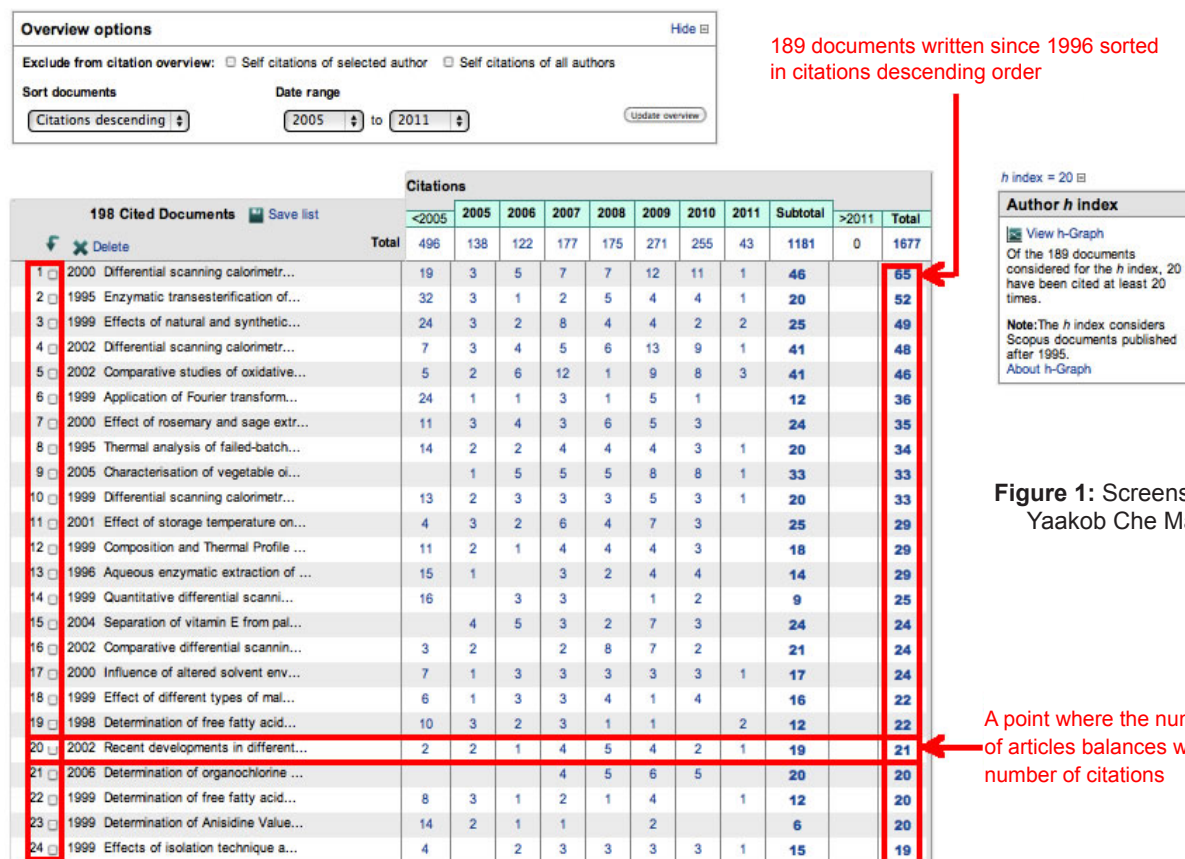 Overview options Hide
Exclude from citation overview: Self citations of selected author Self citations of all authors
Sort documents Date range
Citations descending 2005 to 2011 Update overview
189 documents written since 1996 sorted
in citations descending order
Citations
198 Cited Documents Save list <2005 2005 2006 2007 2008 2009 2010 2011 Subtotal >2011 Total
Delete Total 496 138 122 177 175 271 255 43 1181 0 1677
1 2000 Differential scanning calorimetr... 19 3 5 7 7 12 11 1 46 65
2 1995 Enzymatic transesterification of... 32 3 1 2 5 4 4 1 20 52
3 1999 Effects of natural and synthetic... 24 3 2 8 4 4 2 2 25 49
4 2002 Differential scanning calorimetr... 7 3 4 5 6 13 9 1 41 48
5 2002 Comparative studies of oxidative... 5 2 6 12 1 9 8 3 41 46
6 1999 Application of Fourier transform... 24 1 1 3 1 5 1 12 36
7 2000 Effect of rosemary and sage extr... 11 3 4 3 6 5 3 24 35
8 1995 Thermal analysis of failed-batch... 14 2 2 4 4 4 3 1 20 34
9 2005 Characterisation of vegetable oi... 1 5 5 5 8 8 1 33 33
10 1999 Differential scanning calorimetr... 13 2 3 3 3 5 3 1 20 33
11 2001 Effect of storage temperature on... 4 3 2 6 4 7 3 25 29
12 1999 Composition and Thermal Profile ... 11 2 1 4 4 4 3 18 29
13 1996 Aqueous enzymatic extraction of ... 15 1 3 2 4 4 14 29
14 1999 Quantitative differential scanni... 16 3 3 1 2 9 25
15 2004 Separation of vitamin E from pal... 4 5 3 2 7 3 24 24
16 2002 Comparative differential scannin... 3 2 2 8 7 2 21 24
17 2000 Influence of altered solvent env... 7 1 3 3 3 3 3 1 17 24
18 1999 Effect of different types of mal... 6 1 3 3 4 1 4 16 22
19 1998 Determination of free fatty acid... 10 3 2 3 1 1 2 12 22
20 2002 Recent developments in different... 2 2 1 4 5 4 2 1 19 21
21 2006 Determination of organochlorine ... 4 5 6 5 20 20
22 1999 Determination of free fatty acid... 8 3 1 2 1 4 1 12 20
23 1999 Determination of Anisidine Value... 14 2 1 1 2 6 20
24 1999 Effects of isolation technique a... 4 2 3 3 3 3 1 15 19
h index = 20
Author h index
View h-Graph
Of the 189 documents
considered for the h index, 20
have been cited at least 20
times.
Note:The h index considers
Scopus documents published
after 1995.
About h-Graph
Figure 1: Screens
Yaakob Che Ma
A point where the nu
of articles balances w
number of citations